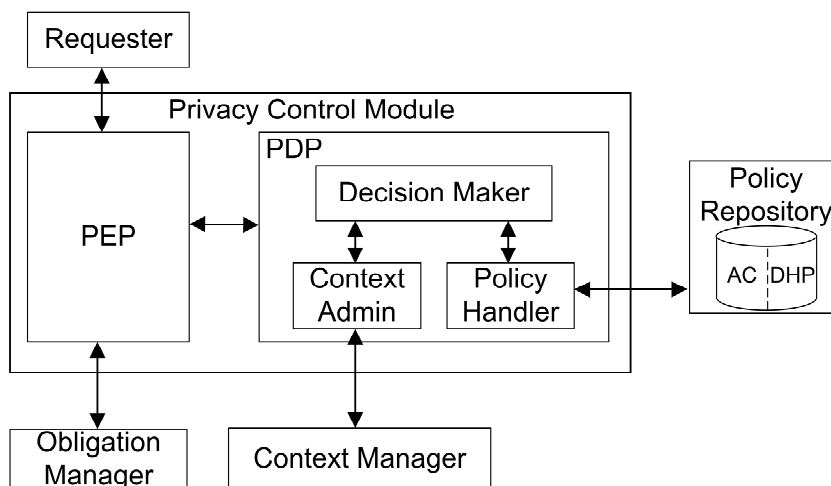 Requester
Privacy Control Module
PDP
Decision Maker
PEP
Context
Admin
Policy
Handler
Policy
Repository
AC
DHP
Obligation
Manager
Context Manager